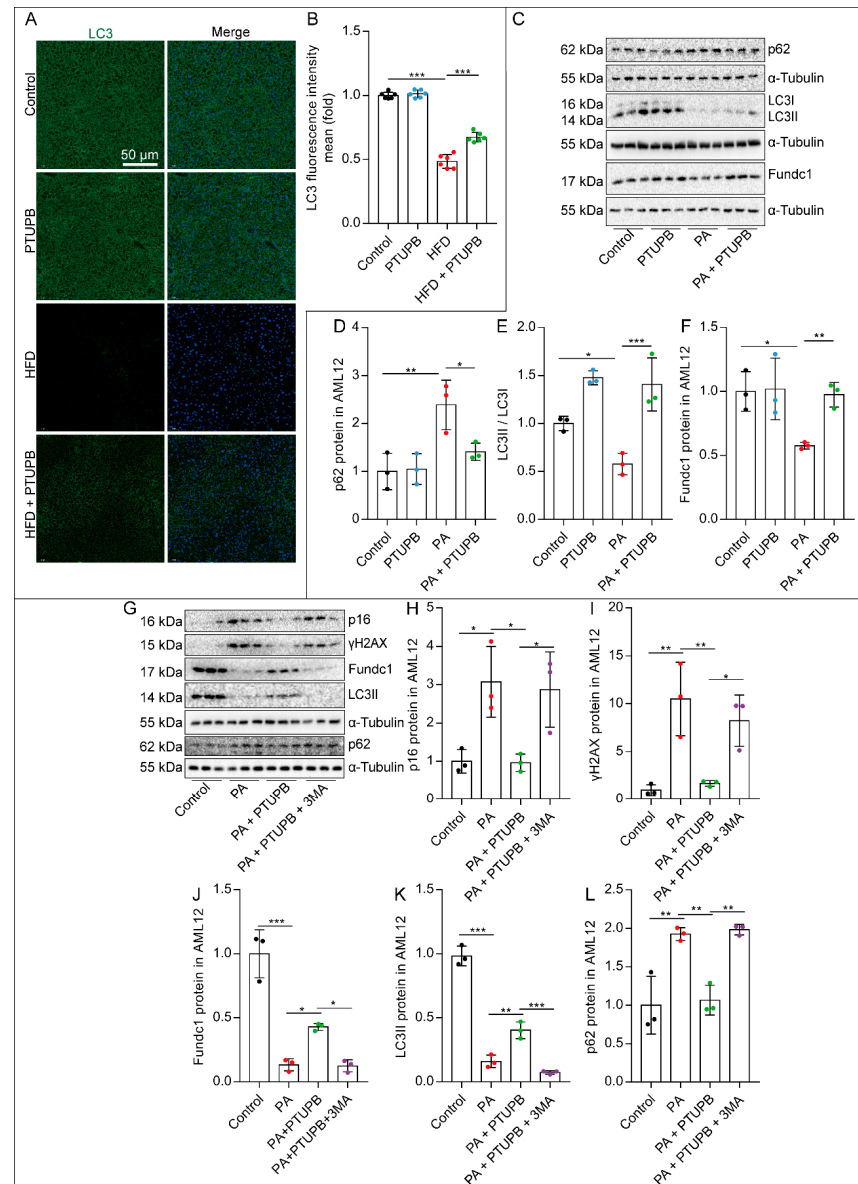 A
LC3
Merge
Control
50 μm
PTUPB
HFD
HFD + PTUPB
B
LC3 fluorescence intensity
mean (fold)
1.5
1.0
0.5
0.0
***
***
Control
PTUPB
HFD
HFD + PTUPB
C
62 kDa
p62
55 kDa
α-Tubulin
16 kDa
LC3I
14 kDa
LC3II
55 kDa
α-Tubulin
17 kDa
Fundc1
55 kDa
α-Tubulin
Control
PTUPB
PA
PA + PTUPB
D
p62 protein in AML12
4
3
2
1
0
**
*
Control
PTUPB
PA
PA + PTUPB
E
LC3II / LC3I
2.0
1.5
1.0
0.5
0.0
*
***
Control
PTUPB
PA
PA + PTUPB
F
Fundc1 protein in AML12
1.5
1.0
0.5
0.0
*
**
Control
PTUPB
PA
PA + PTUPB
G
16 kDa
p16
15 kDa
γH2AX
17 kDa
Fundc1
14 kDa
LC3II
55 kDa
α-Tubulin
62 kDa
p62
55 kDa
α-Tubulin
Control
PA
PA + PTUPB
PA + PTUPB + 3MA
H
p16 protein in AML12
5
4
3
2
1
0
*
*
*
Control
PA
PA + PTUPB
PA + PTUPB + 3MA
I
γH2AX protein in AML12
20
15
10
5
0
**
**
*
Control
PA
PA + PTUPB
PA + PTUPB + 3MA
J
Fundc1 protein in AML12
1.5
1.0
0.5
0.0
***
*
*
Control
PA
PA+PTUPB
PA+PTUPB+3MA
K
LC3II protein in AML12
1.5
1.0
0.5
0.0
***
**
***
Control
PA
PA + PTUPB
PA + PTUPB + 3MA
L
p62 protein in AML12
2.5
2.0
1.5
1.0
0.5
0.0
**
**
**
Control
PA
PA + PTUPB
PA + PTUPB + 3MA